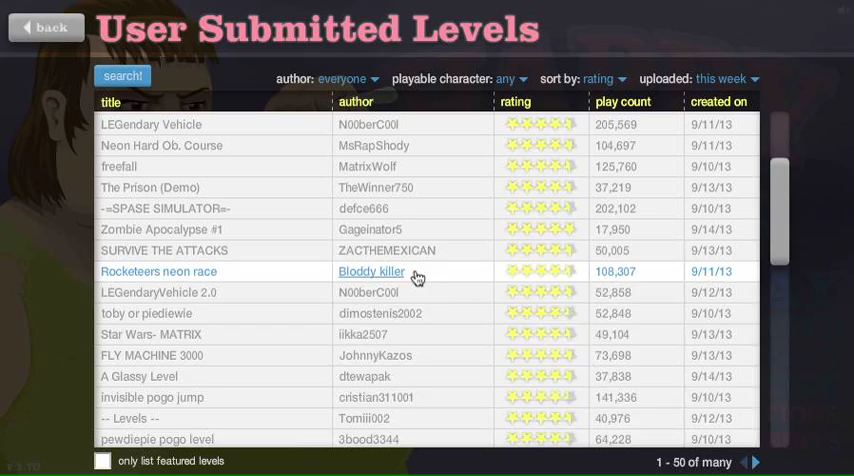 back User Submitted Levels
search! author: everyone playable character: any sort by: rating uploaded: this week
title author rating play count created on
LEGendary Vehicle N00berC00l 205,569 9/11/13
Neon Hard Ob. Course MsRapShody 104,697 9/11/13
freefall MatrixWolf 125,760 9/10/13
The Prison (Demo) TheWinner750 37,219 9/13/13
-=SPASE SIMULATOR=- defce666 202,102 9/10/13
Zombie Apocalypse #1 Gageinator5 17,950 9/14/13
SURVIVE THE ATTACKS ZACTHEMEXICAN 50,005 9/13/13
Rocketeers neon race Bloddy killer 108,307 9/11/13
LEGendaryVehicle 2.0 N00berC00l 52,858 9/12/13
toby or piediewie dimostenis2002 52,848 9/10/13
Star Wars- MATRIX iikka2507 49,104 9/13/13
FLY MACHINE 3000 JohnnyKazos 73,698 9/13/13
A Glassy Level dtewapak 37,838 9/14/13
invisible pogo jump cristian311001 141,336 9/10/13
-- Levels -- Tomiii002 40,976 9/12/13
pewdiepie pogo level 3bood3344 64,228 9/10/13
only list featured levels 1 - 50 of many